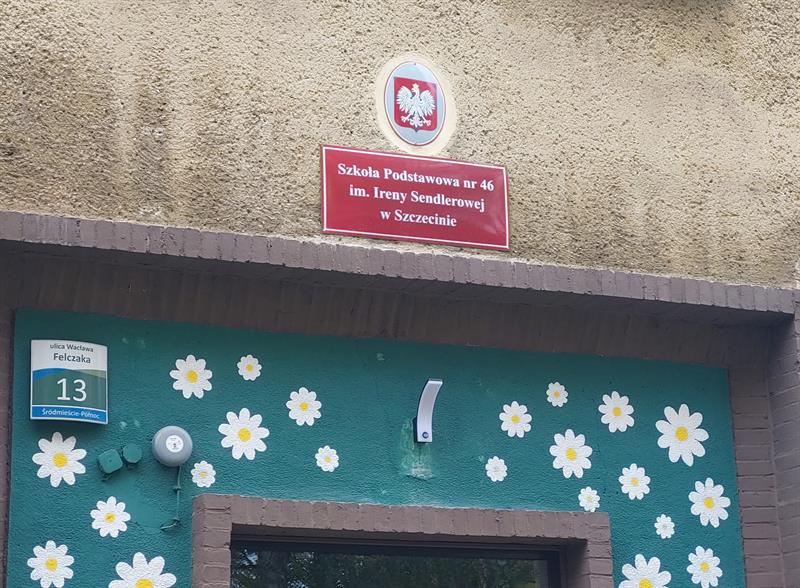 Szkoła Podstawowa nr 46
im. Ireny Sendlerowej
w Szczecinie
ulica Wacława
Felczaka
13
Śródmieście-Północ